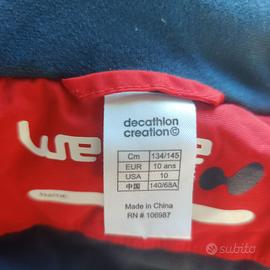 decathlon
creation©
Cm 134/145
EUR 10 ans
USA 10
中国 140/68A
Made in China
RN # 106987
subito